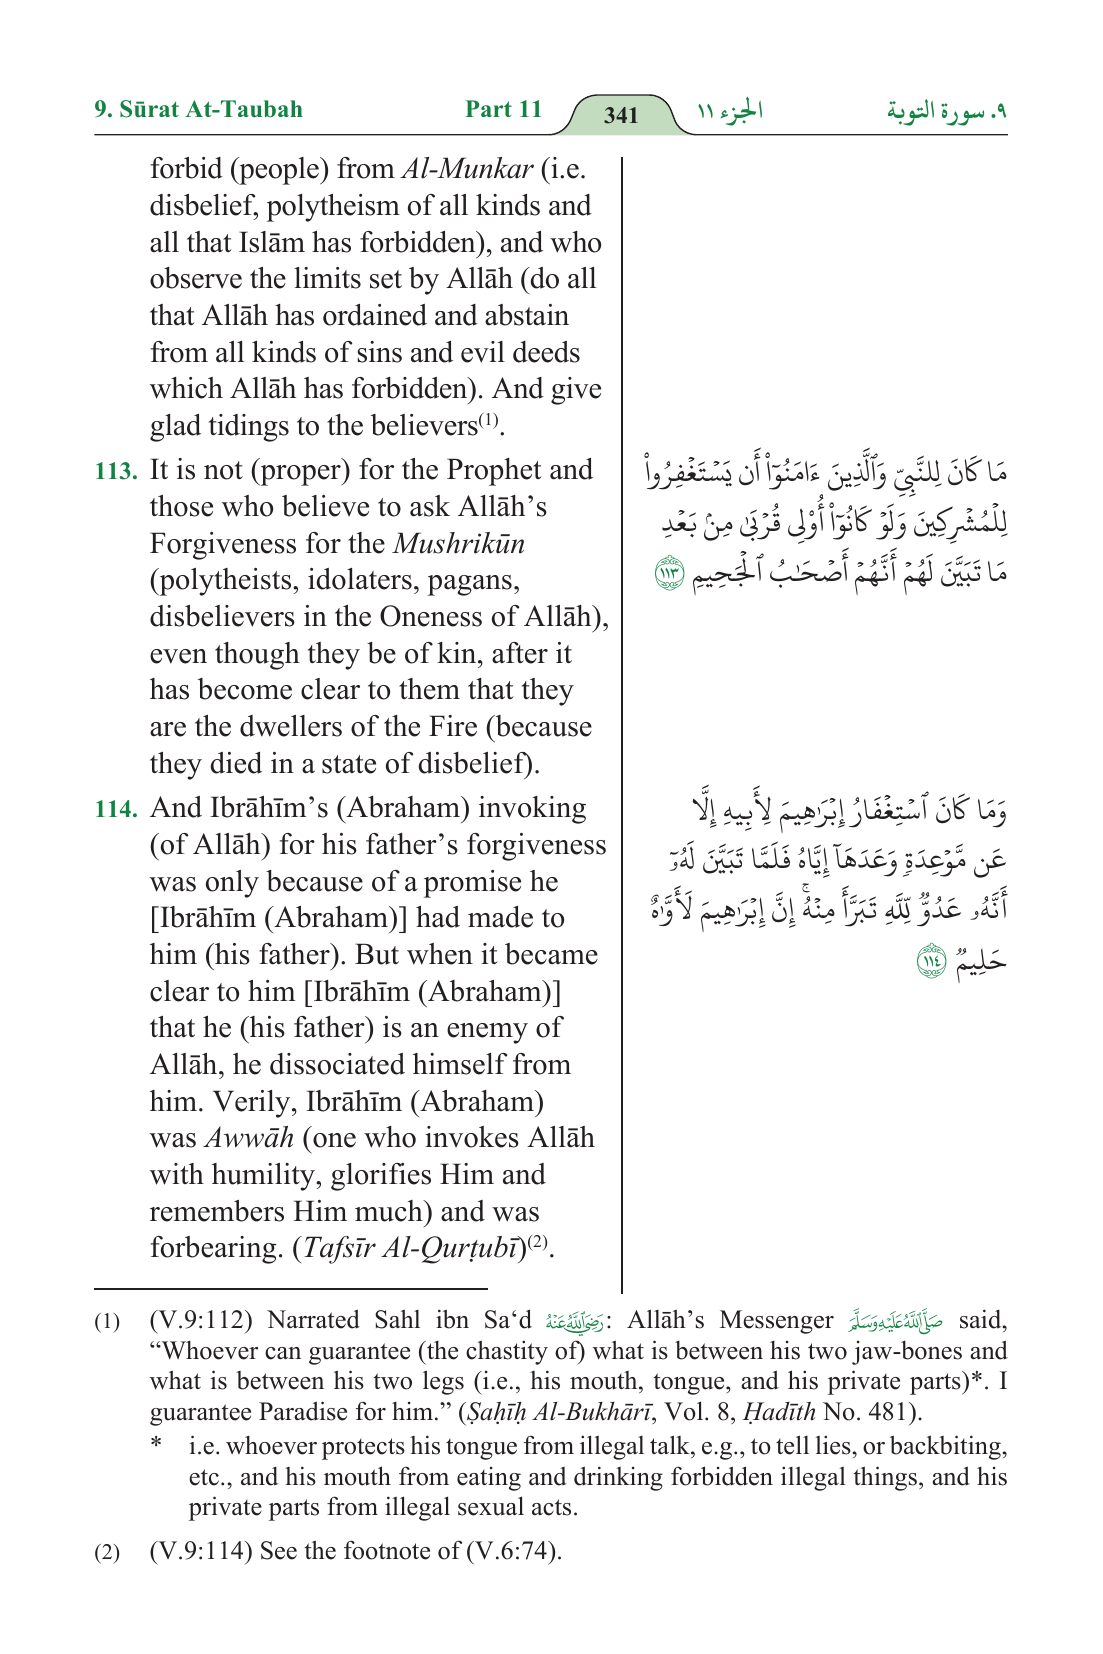 9. Sūrat At-Taubah Part 11 341 الجزء ١١ ٩. سورة التوبة
forbid (people) from Al-Munkar (i.e.
disbelief, polytheism of all kinds and
all that Islām has forbidden), and who
observe the limits set by Allāh (do all
that Allāh has ordained and abstain
from all kinds of sins and evil deeds
which Allāh has forbidden). And give
glad tidings to the believers(1).
113. It is not (proper) for the Prophet and
those who believe to ask Allāh’s
Forgiveness for the Mushrikūn
(polytheists, idolaters, pagans,
disbelievers in the Oneness of Allāh),
even though they be of kin, after it
has become clear to them that they
are the dwellers of the Fire (because
they died in a state of disbelief).
مَا كَانَ لِلنَّبِيِّ وَٱلَّذِينَ ءَامَنُوٓاْ أَن يَسۡتَغۡفِرُواْ
لِلۡمُشۡرِكِينَ وَلَوۡ كَانُوٓاْ أُوْلِي قُرۡبَىٰ مِنۢ بَعۡدِ
مَا تَبَيَّنَ لَهُمۡ أَنَّهُمۡ أَصۡحَٰبُ ٱلۡجَحِيمِ ١١٣
114. And Ibrāhīm’s (Abraham) invoking
(of Allāh) for his father’s forgiveness
was only because of a promise he
[Ibrāhīm (Abraham)] had made to
him (his father). But when it became
clear to him [Ibrāhīm (Abraham)]
that he (his father) is an enemy of
Allāh, he dissociated himself from
him. Verily, Ibrāhīm (Abraham)
was Awwāh (one who invokes Allāh
with humility, glorifies Him and
remembers Him much) and was
forbearing. (Tafsīr Al-Qurṭubī)(2).
وَمَا كَانَ ٱسۡتِغۡفَارُ إِبۡرَٰهِيمَ لِأَبِيهِ إِلَّا
عَن مَّوۡعِدَةٖ وَعَدَهَآ إِيَّاهُ فَلَمَّا تَبَيَّنَ لَهُۥٓ
أَنَّهُۥ عَدُوّٞ لِّلَّهِ تَبَرَّأَ مِنۡهُۚ إِنَّ إِبۡرَٰهِيمَ لَأَوَّٰهٌ
حَلِيمٞ ١١٤
(1) (V.9:112) Narrated Sahl ibn Sa‘d رَضِيَ اللَّهُ عَنْهُ: Allāh’s Messenger صَلَّى اللَّهُ عَلَيْهِ وَسَلَّمَ said,
“Whoever can guarantee (the chastity of) what is between his two jaw-bones and
what is between his two legs (i.e., his mouth, tongue, and his private parts)*. I
guarantee Paradise for him.” (Ṣaḥīḥ Al-Bukhārī, Vol. 8, Ḥadīth No. 481).
* i.e. whoever protects his tongue from illegal talk, e.g., to tell lies, or backbiting,
etc., and his mouth from eating and drinking forbidden illegal things, and his
private parts from illegal sexual acts.
(2) (V.9:114) See the footnote of (V.6:74).